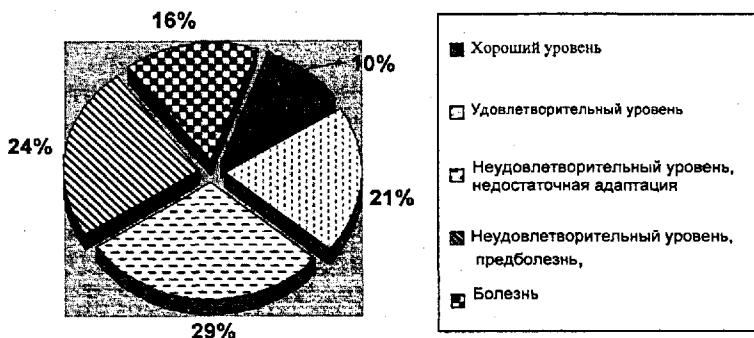 16%
10%
24%
21%
29%
Хороший уровень
Удовлетворительный уровень
Неудовлетворительный уровень,
недостаточная адаптация
Неудовлетворительный уровень,
предболезнь,
Болезнь